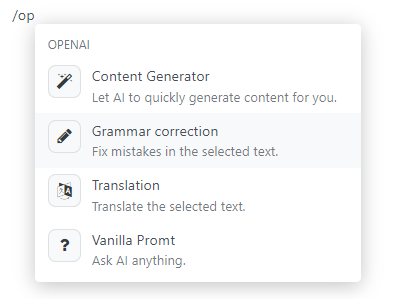 /op
OPENAI
Content Generator
Let AI to quickly generate content for you.
Grammar correction
Fix mistakes in the selected text.
Translation
Translate the selected text.
Vanilla Promt
Ask AI anything.